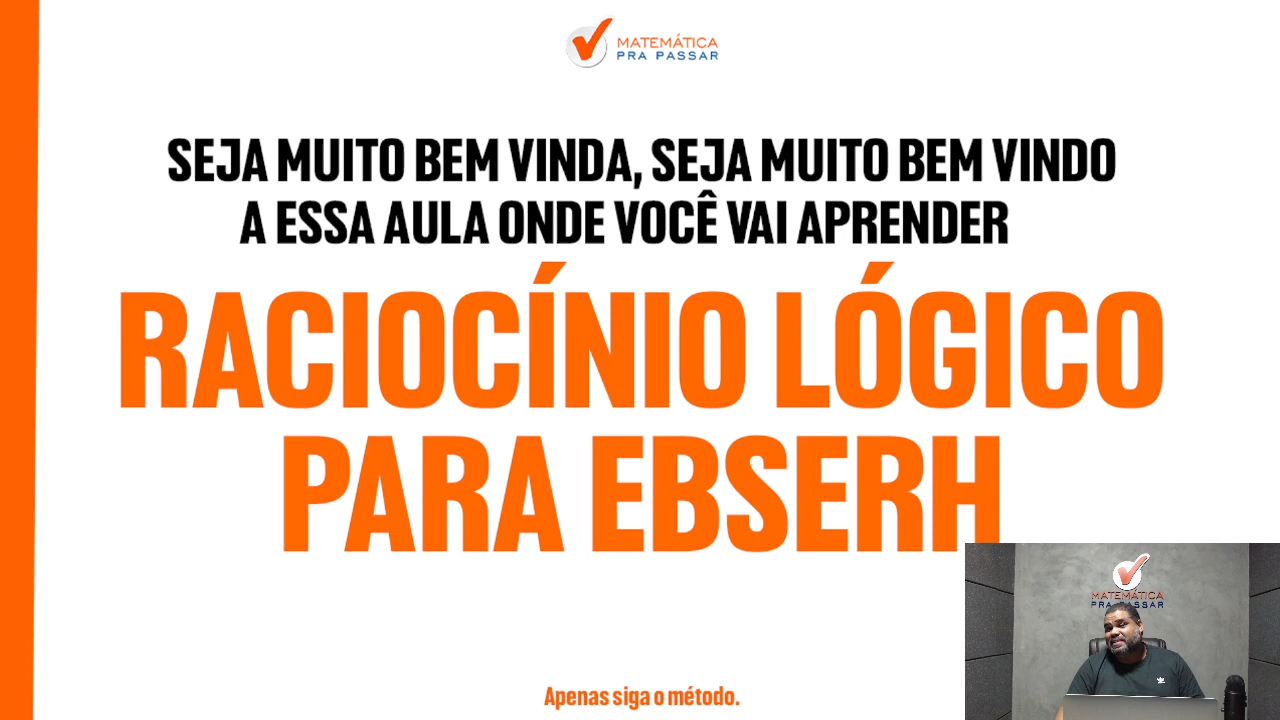 MATEMÁTICA
PRA PASSAR
SEJA MUITO BEM VINDA, SEJA MUITO BEM VINDO
A ESSA AULA ONDE VOCÊ VAI APRENDER
RACIOCÍNIO LÓGICO
PARA EBSERH
MATEMÁTICA
PRA PASSAR
Apenas siga o método.